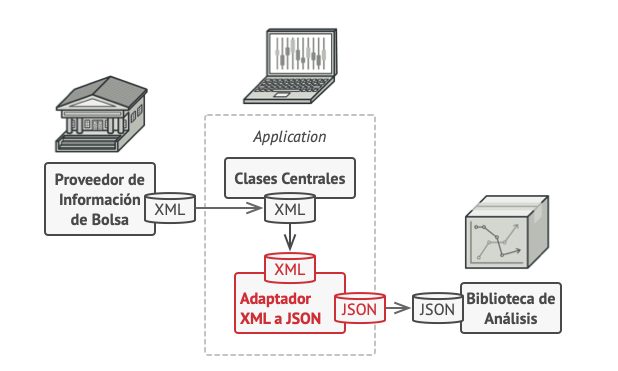 Application
Proveedor de
Información
de Bolsa
XML
Clases Centrales
XML
XML
Adaptador
XML a JSON
JSON
JSON
Biblioteca de
Análisis